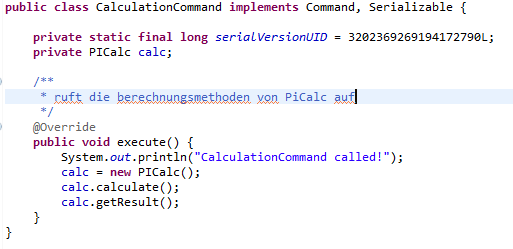 public class CalculationCommand implements Command, Serializable {
private static final long serialVersionUID = 3202369269194172790L;
private PICalc calc;
/**
* ruft die berechnungsmethoden von PiCalc auf
*/
@Override
public void execute() {
System.out.println("CalculationCommand called!");
calc = new PICalc();
calc.calculate();
calc.getResult();
}
}